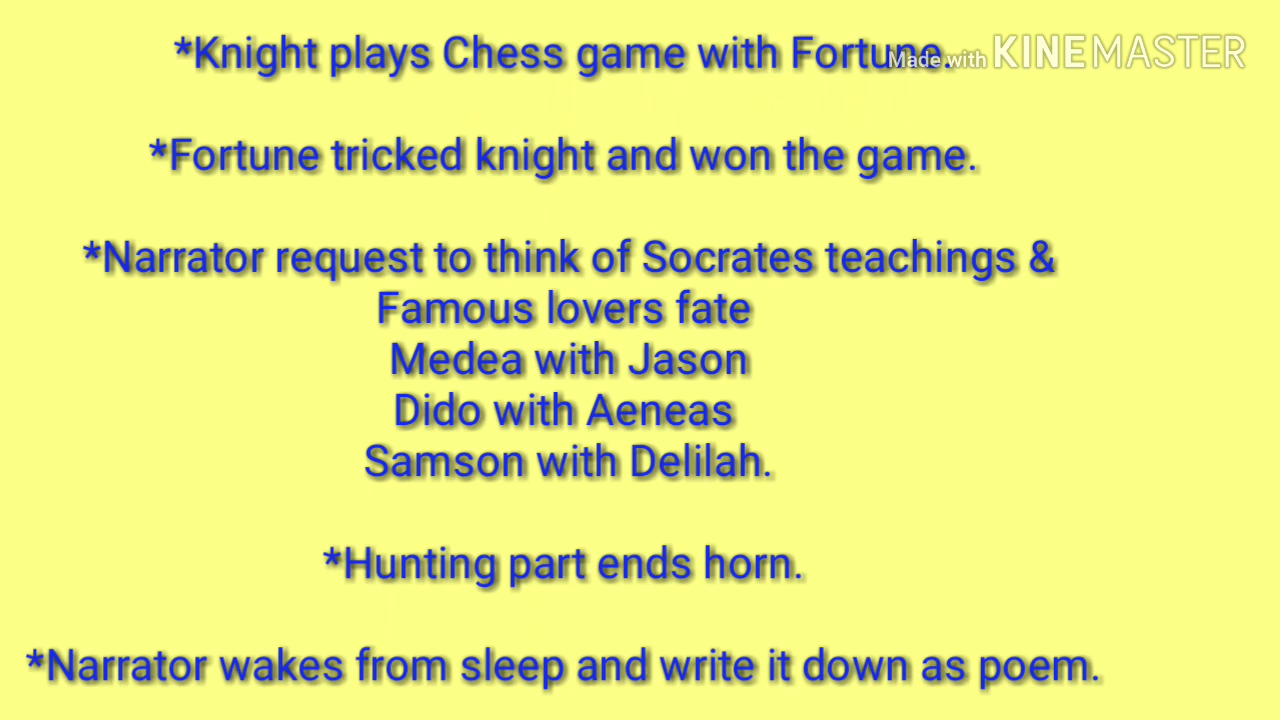 *Knight plays Chess game with Fortune.
Made with KINEMASTER
*Fortune tricked knight and won the game.
*Narrator request to think of Socrates teachings &
Famous lovers fate
Medea with Jason
Dido with Aeneas
Samson with Delilah.
*Hunting part ends horn.
*Narrator wakes from sleep and write it down as poem.